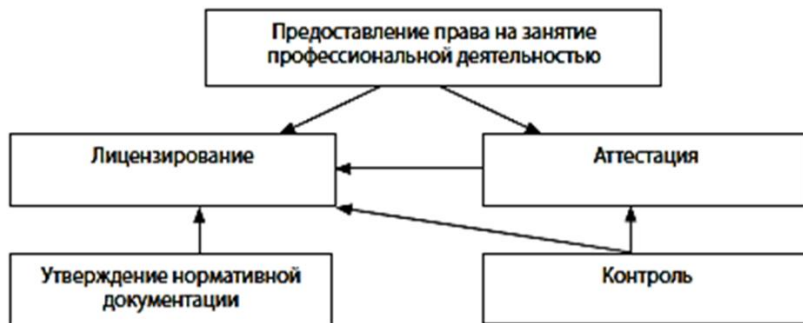 Предоставление права на занятие
профессиональной деятельностью
Лицензирование
Аттестация
Утверждение нормативной
документации
Контроль